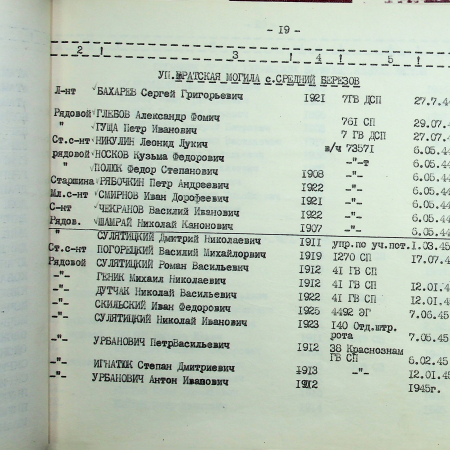 - 19 -
2 ! 3 ! 4 ! 5 !
УП.БРАТСКАЯ МОГИЛА с.СРЕДНИЙ БЕРЕЗОВ
Л-нт БАХАРЕВ Сергей Григорьевич 1921 7ГВ ДСП 27.7.4
Рядовой ГЛЕБОВ Александр Фомич 761 СП 29.07.4
" ГУЩА Петр Иванович 7 ГВ ДСП 27.07.4
Ст.с-нт НИКУЛИН Леонид Лукич в/ч 73571 6.05.44
рядовой НОСКОВ Кузьма Федорович -"-т 6.05.44
" ПОЛЮК Федор Степанович 1908 -"- 6.05.44
Старшина РЯБОЧКИН Петр Андреевич 1922 -"- 6.05.44
Мл.с-нт СМИРНОВ Иван Дорофеевич 1921 -"- 6.05.44
С-нт ЧЕКРАНОВ Василий Иванович 1922 -"- 6.05.44
Рядов. ШАМРАЙ Николай Канонович 1907 -"- 6.05.44
" СУЛЯТИЦКИЙ Дмитрий Николаевич 1911 упр.по уч.пот. 1.03.45
Ст.с-нт ПОГОРЕЦКИЙ Василий Михайлорвич 1919 1270 СП 17.07.4
Рядовой СУЛЯТИЦКИЙ Роман Васильевич 1912 41 ГВ СП
-"- ГЕНИК Михаил Николаевич 1912 41 ГВ СП 12.01.4
-"- ДУТЧАК Николай Васильевич 1922 41 ГВ СП 12.01.4
-"- СКИЛЬСКИЙ Иван Федорович 1925 4492 ЭГ 7.06.45
-"- СУЛЯТИЦКИЙ Николай Иванович 1923 140 Отд.штр.
рота 7.05.45
-"- УРБАНОВИЧ ПетрВасильевич 1912 38 Краснознам
ГВ СП 6.02.45
-"- ИГНАТЮК Степан Дмитриевич 1913 -"- 12.01.45
-"- УРБАНОВИЧ Антон Иванович 1912 1945г.